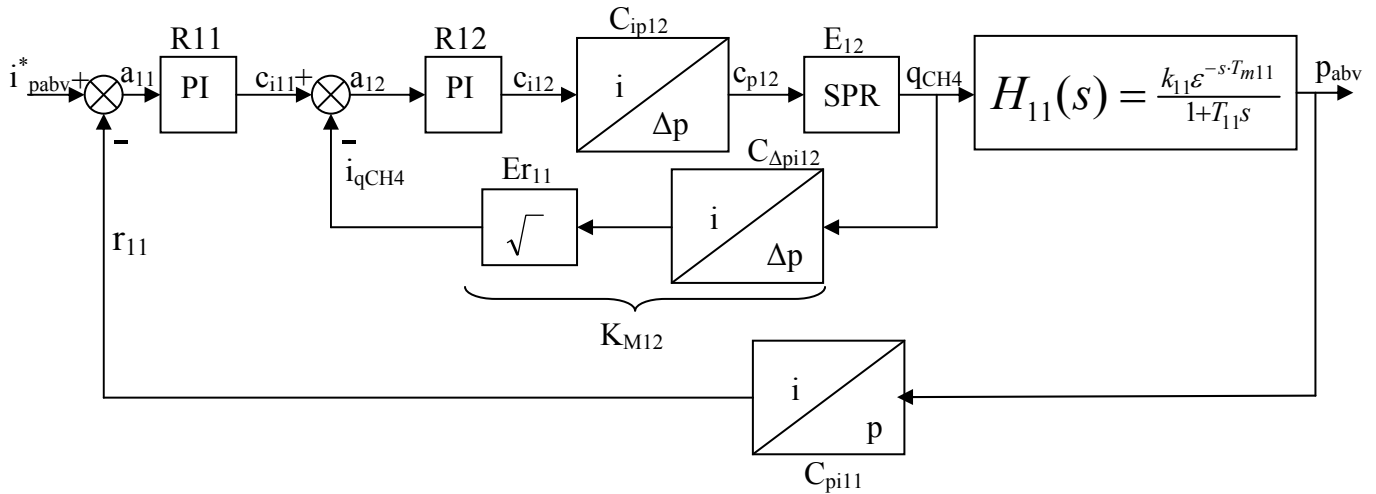 R11
R12
C_ip12
E_12
i*_pabv +
a_11
PI
c_i11 +
a_12
PI
c_i12
i
Δp
c_p12
SPR
q_CH4
H_11(s) = k_11 ε^(-s·T_m11) / 1+T_11 s
p_abv
-
-
i_qCH4
Er_11
√
C_Δpi12
i
Δp
r_11
K_M12
i
p
C_pi11